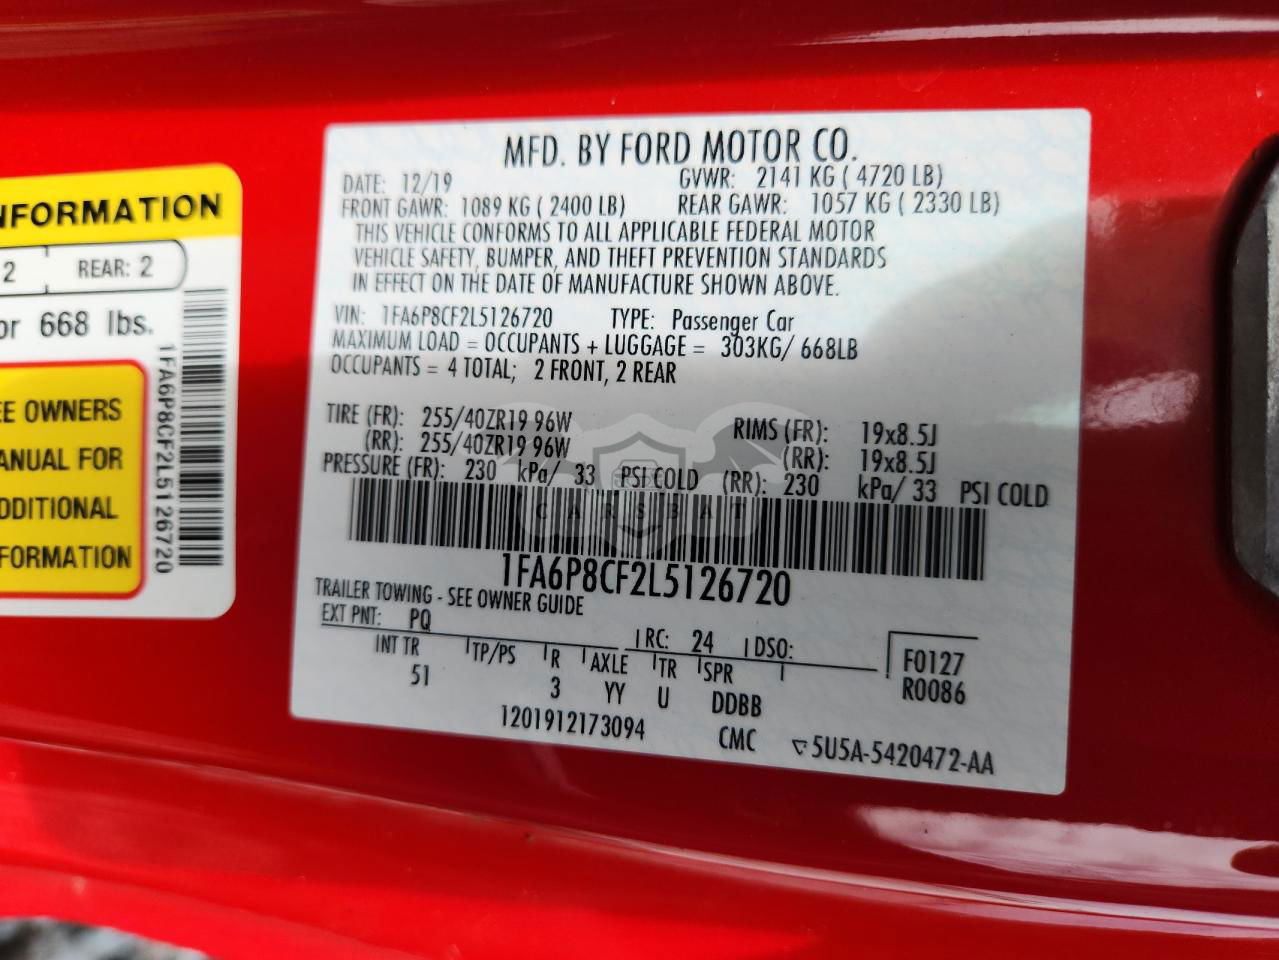 NFORMATION
2 REAR: 2
or 668 lbs.
EE OWNERS
ANUAL FOR
DDITIONAL
FORMATION
1FA6P8CF2L5126720
MFD. BY FORD MOTOR CO.
DATE: 12/19 GVWR: 2141 KG ( 4720 LB)
FRONT GAWR: 1089 KG ( 2400 LB) REAR GAWR: 1057 KG ( 2330 LB)
THIS VEHICLE CONFORMS TO ALL APPLICABLE FEDERAL MOTOR
VEHICLE SAFETY, BUMPER, AND THEFT PREVENTION STANDARDS
IN EFFECT ON THE DATE OF MANUFACTURE SHOWN ABOVE.
VIN: 1FA6P8CF2L5126720 TYPE: Passenger Car
MAXIMUM LOAD = OCCUPANTS + LUGGAGE = 303KG/ 668LB
OCCUPANTS = 4 TOTAL; 2 FRONT, 2 REAR
TIRE (FR): 255/40ZR19 96W RIMS (FR): 19x8.5J
(RR): 255/40ZR19 96W (RR): 19x8.5J
PRESSURE (FR): 230 kPa/ 33 PSI COLD (RR): 230 kPa/ 33 PSI COLD
CARSBAT
1FA6P8CF2L5126720
TRAILER TOWING - SEE OWNER GUIDE
EXT PNT: PQ RC: 24 DSO:
INT TR TP/PS R AXLE TR SPR F0127
51 3 YY U DDBB R0086
1201912173094 CMC 5U5A-5420472-AA